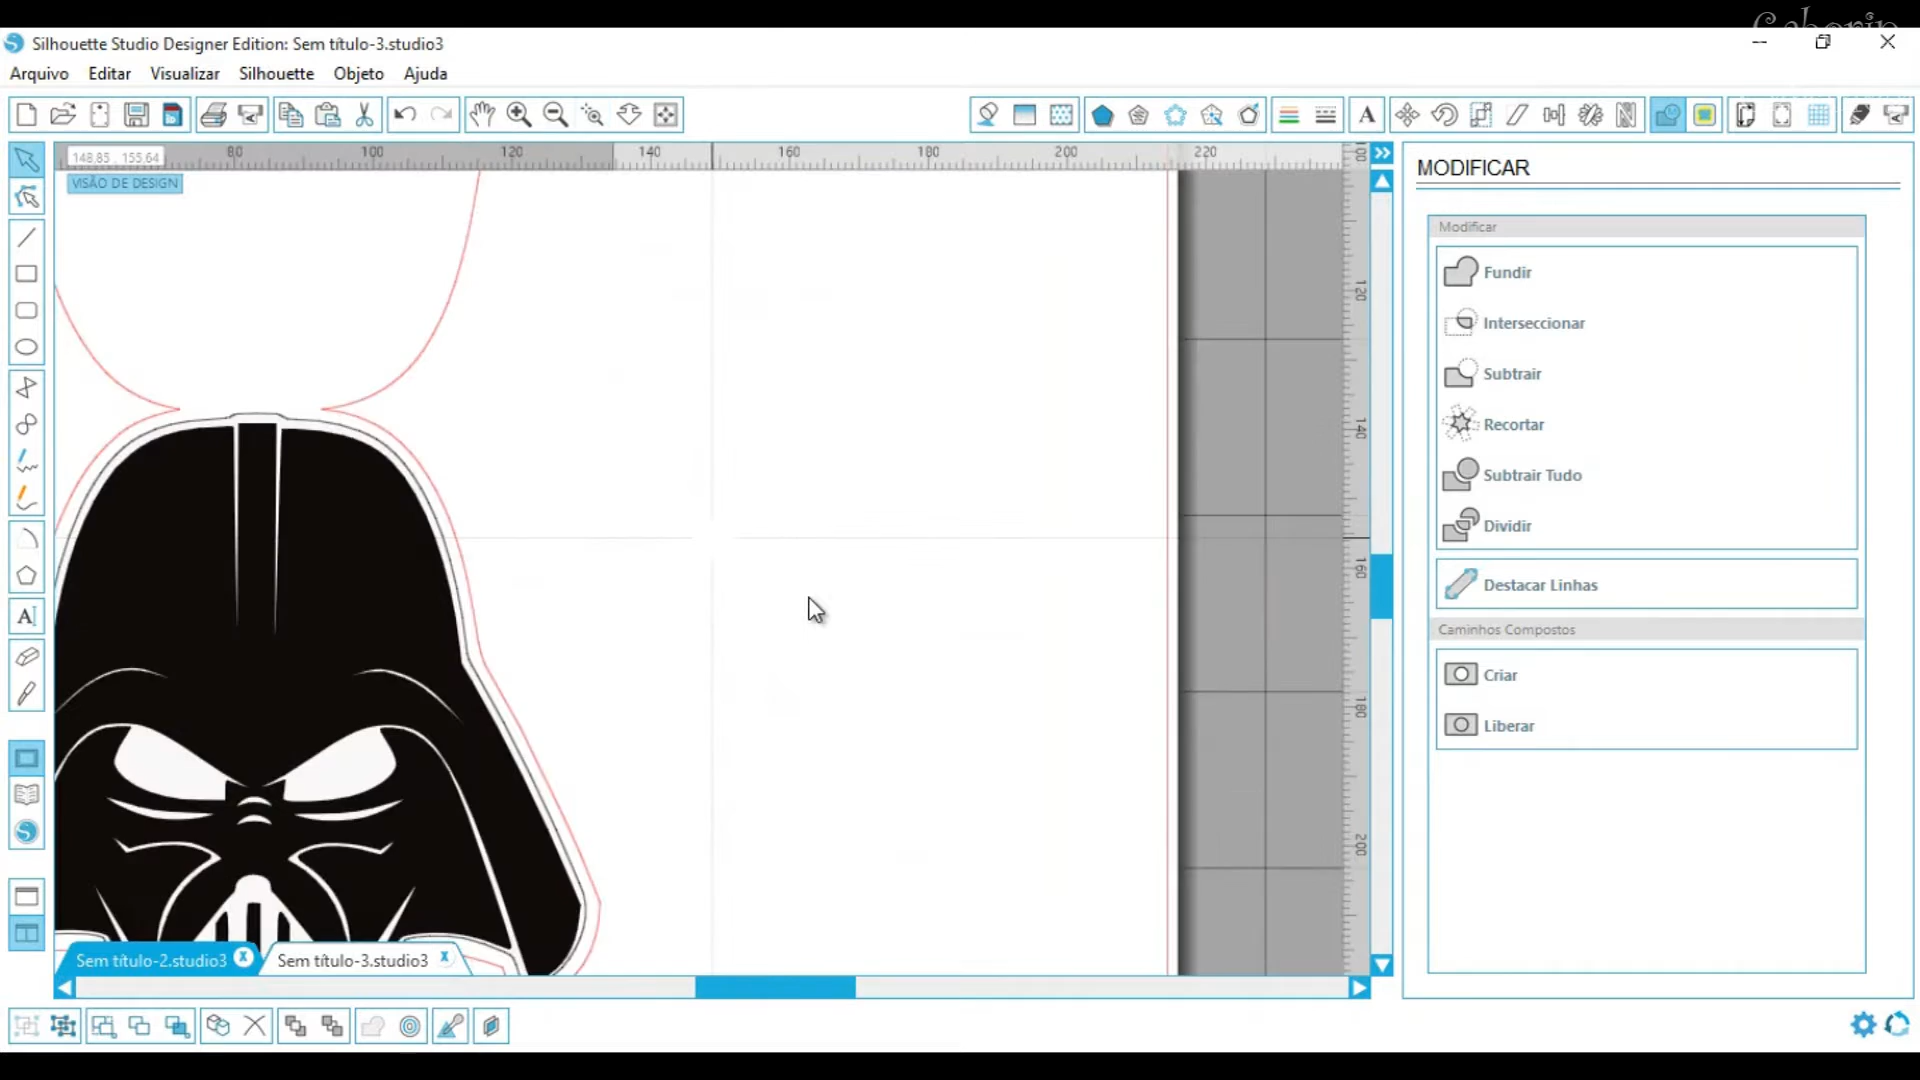 Silhouette Studio Designer Edition: Sem título-3.studio3
Arquivo Editar Visualizar Silhouette Objeto Ajuda
148,85 , 155,64
80 100 120 140 160 180 200 220
VISÃO DE DESIGN
100
120
140
160
180
200
MODIFICAR
Modificar
Fundir
Interseccionar
Subtrair
Recortar
Subtrair Tudo
Dividir
Destacar Linhas
Caminhos Compostos
Criar
Liberar
Sem título-2.studio3 x Sem título-3.studio3 x